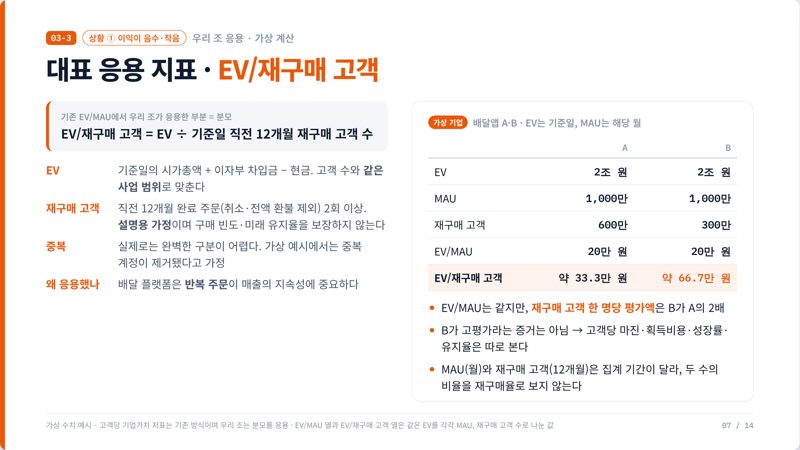 03-3 상황 ① 이익이 음수·작음 우리 조 응용 · 가상 계산
대표 응용 지표 · EV/재구매 고객
기존 EV/MAU에서 우리 조가 응용한 부분 = 분모
EV/재구매 고객 = EV ÷ 기준일 직전 12개월 재구매 고객 수
EV 기준일의 시가총액 + 이자부 차입금 − 현금. 고객 수와 같은
사업 범위로 맞춘다
재구매 고객 직전 12개월 완료 주문(취소·전액 환불 제외) 2회 이상.
설명용 가정이며 구매 빈도·미래 유지율을 보장하지 않는다
중복 실제로는 완벽한 구분이 어렵다. 가상 예시에서는 중복
계정이 제거됐다고 가정
왜 응용했나 배달 플랫폼은 반복 주문이 매출의 지속성에 중요하다
가상 기업 배달앱 A·B · EV는 기준일, MAU는 해당 월
A B
EV 2조 원 2조 원
MAU 1,000만 1,000만
재구매 고객 600만 300만
EV/MAU 20만 원 20만 원
EV/재구매 고객 약 33.3만 원 약 66.7만 원
• EV/MAU는 같지만, 재구매 고객 한 명당 평가액은 B가 A의 2배
• B가 고평가라는 증거는 아님 → 고객당 마진·획득비용·성장률·
유지율은 따로 본다
• MAU(월)와 재구매 고객(12개월)은 집계 기간이 달라, 두 수의
비율을 재구매율로 보지 않는다
가상 수치 예시 · 고객당 기업가치 지표는 기존 방식이며 우리 조는 분모를 응용 · EV/MAU 열과 EV/재구매 고객 열은 같은 EV를 각각 MAU, 재구매 고객 수로 나눈 값
07 / 14